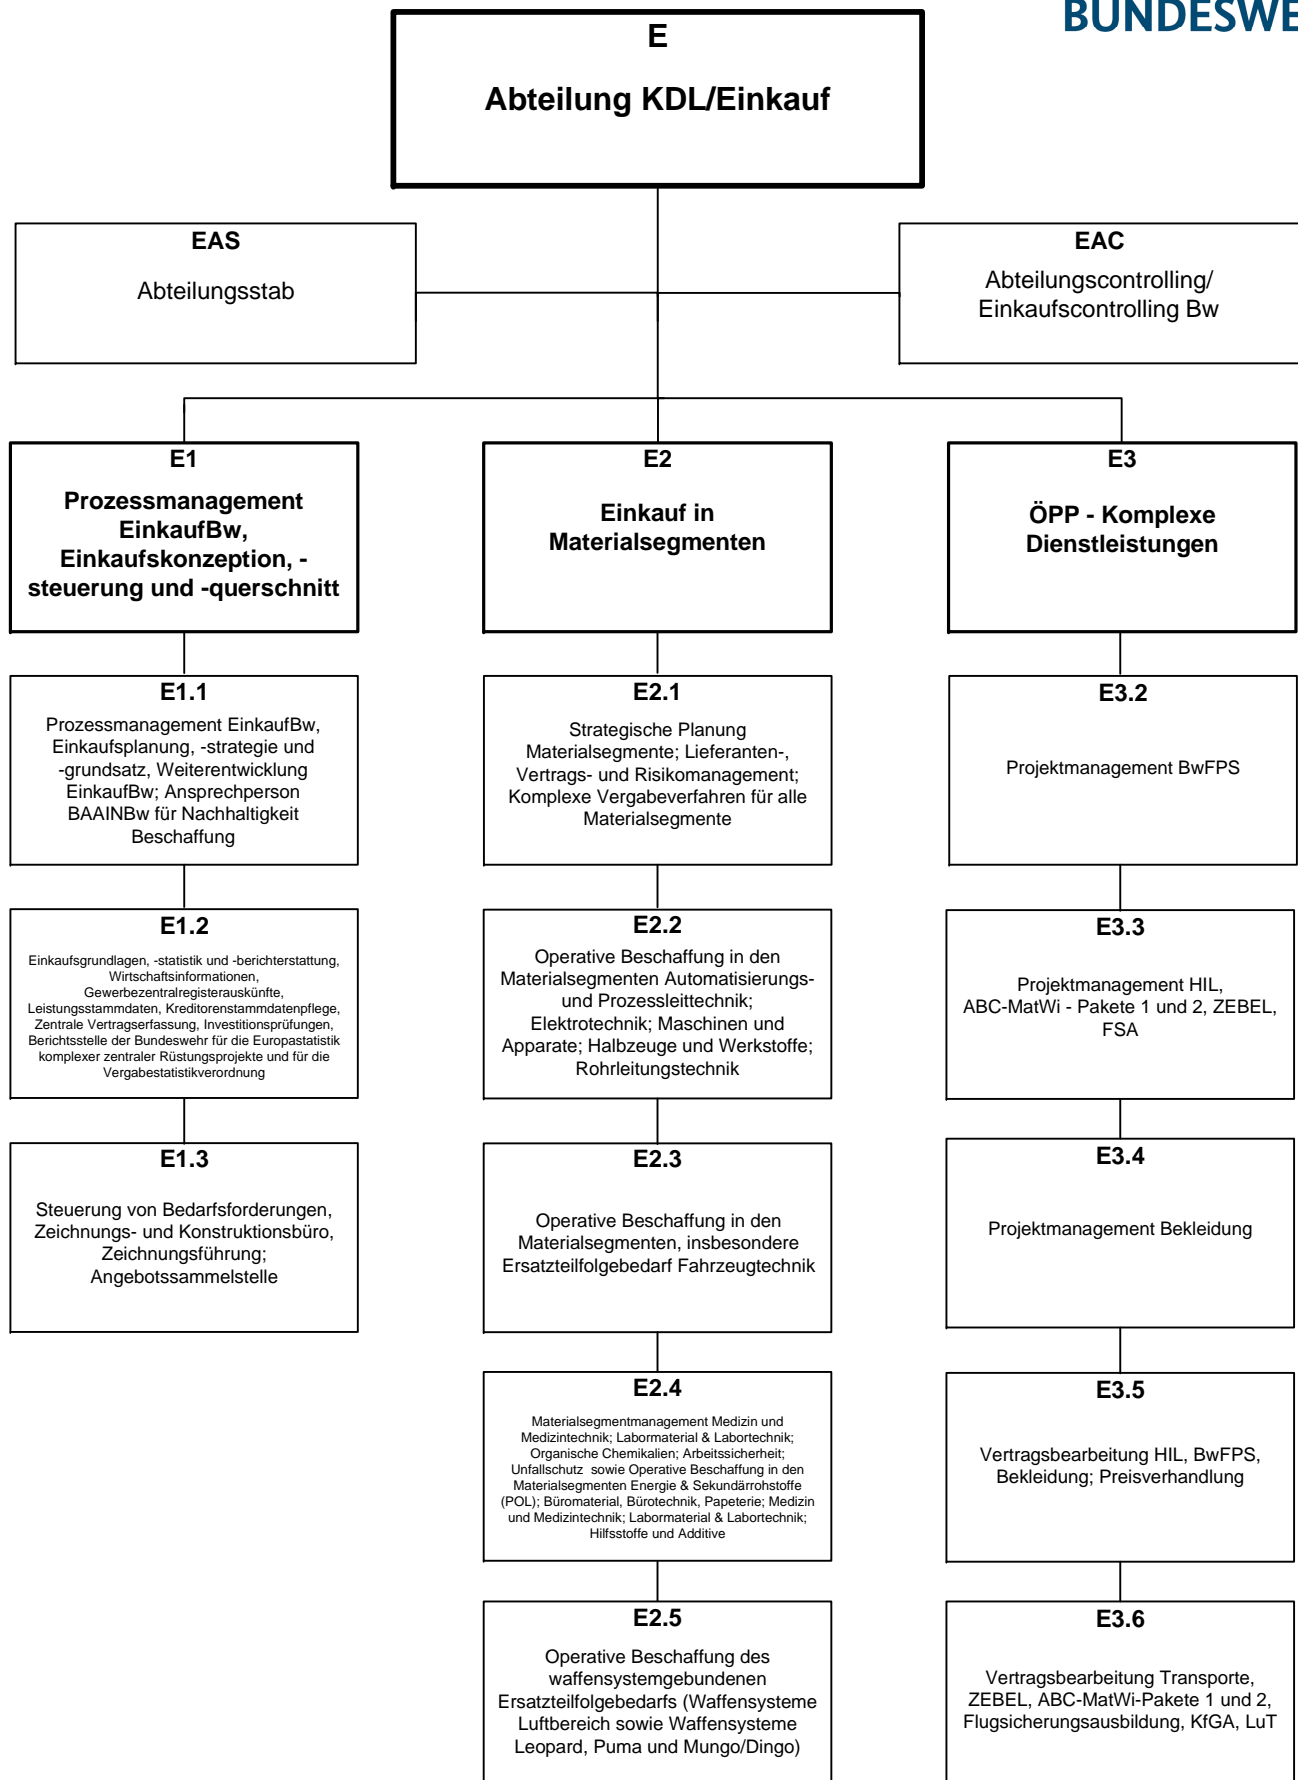 BUNDESWE
E
Abteilung KDL/Einkauf
EAS
Abteilungsstab
EAC
Abteilungscontrolling/
Einkaufscontrolling Bw
E1
Prozessmanagement
EinkaufBw,
Einkaufskonzeption, -
steuerung und -querschnitt
E2
Einkauf in
Materialsegmenten
E3
ÖPP - Komplexe
Dienstleistungen
E1.1
Prozessmanagement EinkaufBw,
Einkaufsplanung, -strategie und
-grundsatz, Weiterentwicklung
EinkaufBw; Ansprechperson
BAAINBw für Nachhaltigkeit
Beschaffung
E2.1
Strategische Planung
Materialsegmente; Lieferanten-,
Vertrags- und Risikomanagement;
Komplexe Vergabeverfahren für alle
Materialsegmente
E3.2
Projektmanagement BwFPS
E1.2
Einkaufsgrundlagen, -statistik und -berichterstattung,
Wirtschaftsinformationen,
Gewerbezentralregisterauskünfte,
Leistungsstammdaten, Kreditorenstammdatenpflege,
Zentrale Vertragserfassung, Investitionsprüfungen,
Berichtsstelle der Bundeswehr für die Europastatistik
komplexer zentraler Rüstungsprojekte und für die
Vergabestatistikverordnung
E2.2
Operative Beschaffung in den
Materialsegmenten Automatisierungs-
und Prozessleittechnik;
Elektrotechnik; Maschinen und
Apparate; Halbzeuge und Werkstoffe;
Rohrleitungstechnik
E3.3
Projektmanagement HIL,
ABC-MatWi - Pakete 1 und 2, ZEBEL,
FSA
E1.3
Steuerung von Bedarfsforderungen,
Zeichnungs- und Konstruktionsbüro,
Zeichnungsführung;
Angebotssammelstelle
E2.3
Operative Beschaffung in den
Materialsegmenten, insbesondere
Ersatzteilfolgebedarf Fahrzeugtechnik
E3.4
Projektmanagement Bekleidung
E2.4
Materialsegmentmanagement Medizin und
Medizintechnik; Labormaterial & Labortechnik;
Organische Chemikalien; Arbeitssicherheit;
Unfallschutz sowie Operative Beschaffung in den
Materialsegmenten Energie & Sekundärrohstoffe
(POL); Büromaterial, Bürotechnik, Papeterie; Medizin
und Medizintechnik; Labormaterial & Labortechnik;
Hilfsstoffe und Additive
E3.5
Vertragsbearbeitung HIL, BwFPS,
Bekleidung; Preisverhandlung
E2.5
Operative Beschaffung des
waffensystemgebundenen
Ersatzteilfolgebedarfs (Waffensysteme
Luftbereich sowie Waffensysteme
Leopard, Puma und Mungo/Dingo)
E3.6
Vertragsbearbeitung Transporte,
ZEBEL, ABC-MatWi-Pakete 1 und 2,
Flugsicherungsausbildung, KfGA, LuT